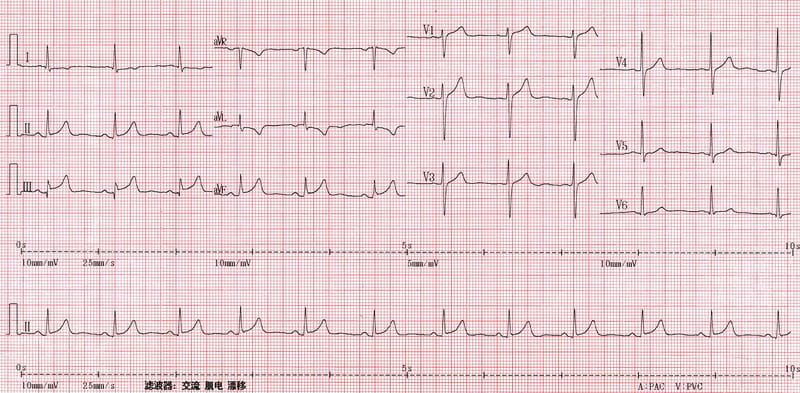 I aVR V1 V4
II aVL V2 V5
III aVF V3 V6
0s 5s 10s
10mm/mV 25mm/s 10mm/mV 5mm/mV 10mm/mV
II
0s 5s 10s
10mm/mV 25mm/s 滤波器：交流 肌电 漂移 A:PAC V:PVC